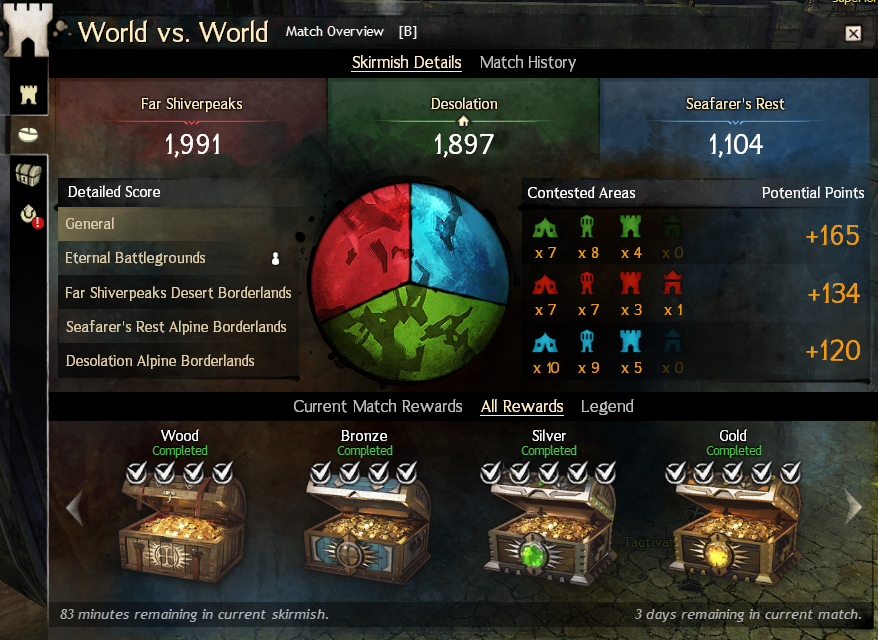 Superior
World vs. World Match Overview [B]
Skirmish Details Match History
Far Shiverpeaks Desolation Seafarer's Rest
1,991 1,897 1,104
Detailed Score
General
Eternal Battlegrounds
Far Shiverpeaks Desert Borderlands
Seafarer's Rest Alpine Borderlands
Desolation Alpine Borderlands
Contested Areas Potential Points
x 7 x 8 x 4 x 0 +165
x 7 x 7 x 3 x 1 +134
x 10 x 9 x 5 x 0 +120
Current Match Rewards All Rewards Legend
Wood Bronze Silver Gold
Completed Completed Completed Completed
Tactivat
83 minutes remaining in current skirmish. 3 days remaining in current match.